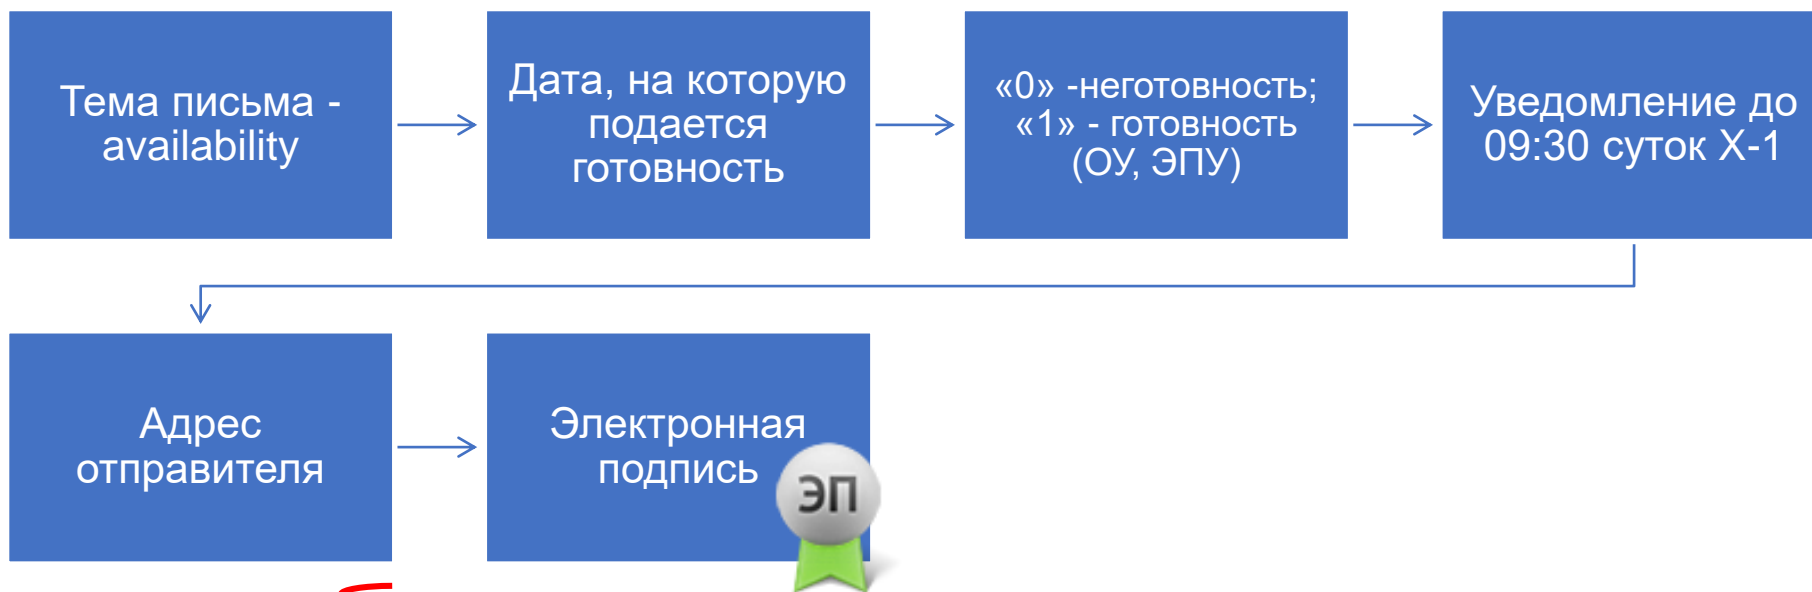 Тема письма -
availability
Дата, на которую
подается
готовность
«0» -неготовность;
«1» - готовность
(ОУ, ЭПУ)
Уведомление до
09:30 суток X-1
Адрес
отправителя
Электронная
подпись
ЭП